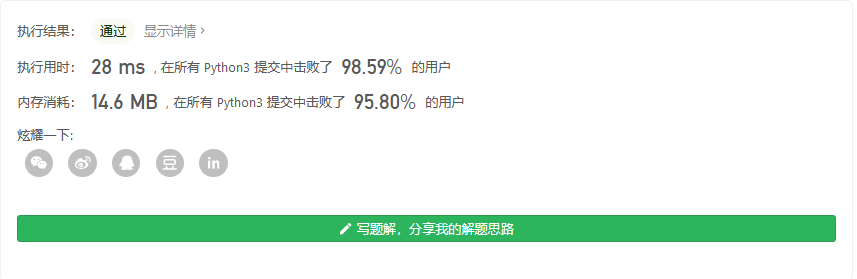 执行结果： 通过 显示详情 ›
执行用时： 28 ms , 在所有 Python3 提交中击败了 98.59% 的用户
内存消耗： 14.6 MB , 在所有 Python3 提交中击败了 95.80% 的用户
炫耀一下:
豆 in
写题解，分享我的解题思路